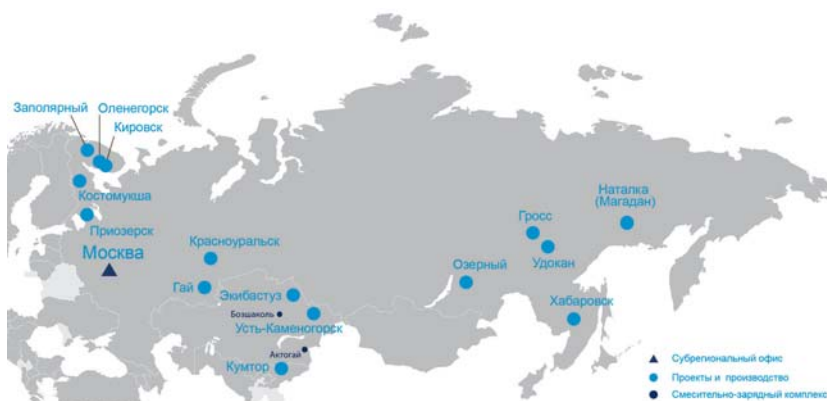 Заполярный
Оленегорск
Кировск
Костомукша
Приозерск
Москва
Красноуральск
Гай
Экибастуз
Бозшаколь
Усть-Каменогорск
Актогай
Кумтор
Озерный
Гросс
Удокан
Наталка
(Магадан)
Хабаровск
Субрегиональный офис
Проекты и производство
Смесительно-зарядный комплекс